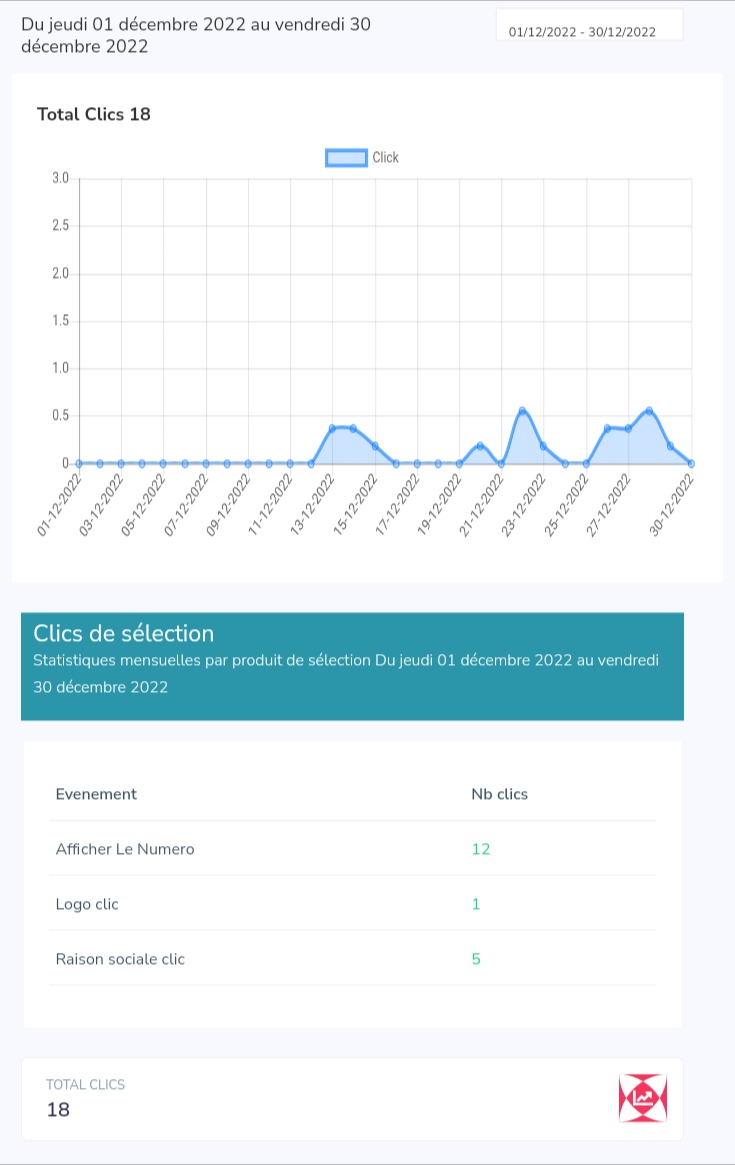 Du jeudi 01 décembre 2022 au vendredi 30
décembre 2022
01/12/2022 - 30/12/2022
Total Clics 18
Click
3.0
2.5
2.0
1.5
1.0
0.5
0
01-12-2022
03-12-2022
05-12-2022
07-12-2022
09-12-2022
11-12-2022
13-12-2022
15-12-2022
17-12-2022
19-12-2022
21-12-2022
23-12-2022
25-12-2022
27-12-2022
30-12-2022
Clics de sélection
Statistiques mensuelles par produit de sélection Du jeudi 01 décembre 2022 au vendredi
30 décembre 2022
Evenement Nb clics
Afficher Le Numero 12
Logo clic 1
Raison sociale clic 5
TOTAL CLICS
18